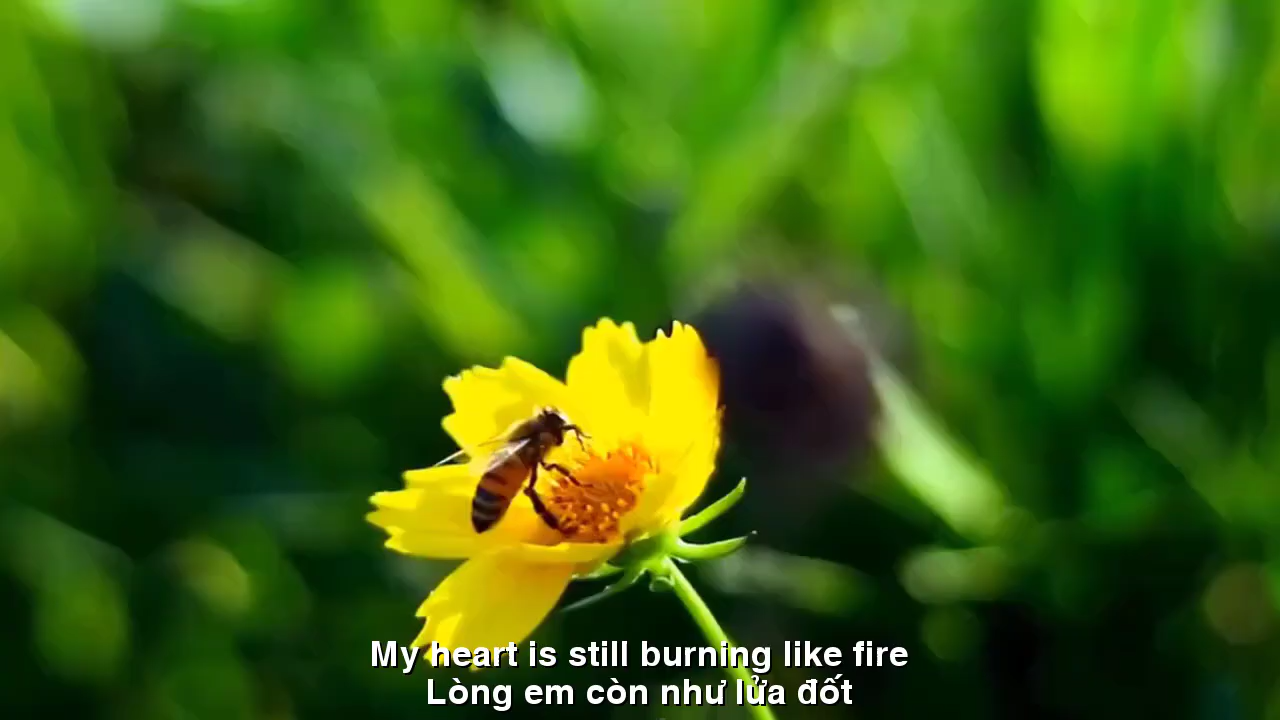 My heart is still burning like fire
Lòng em còn như lửa đốt